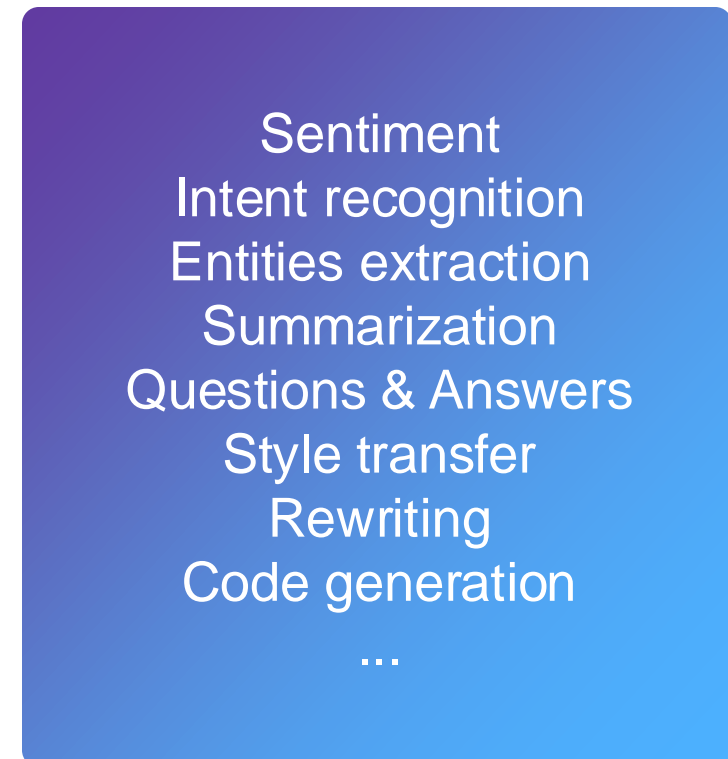 Sentiment
Intent recognition
Entities extraction
Summarization
Questions & Answers
Style transfer
Rewriting
Code generation
...